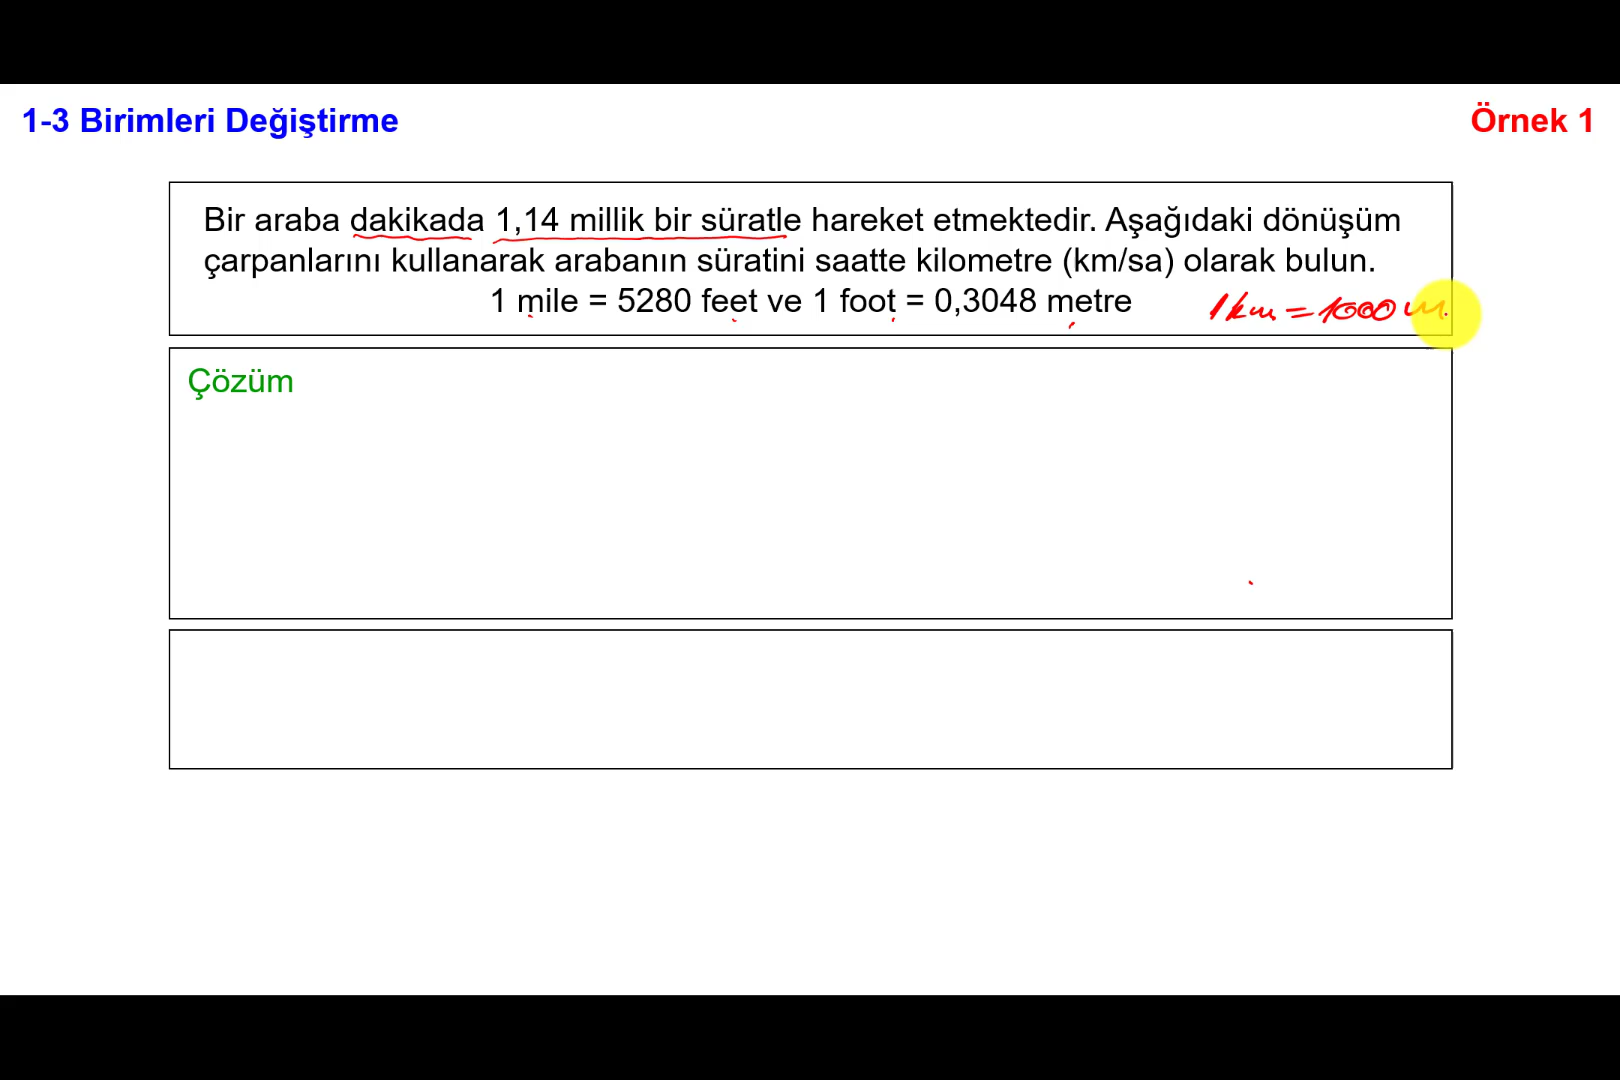 1-3 Birimleri Değiştirme
Örnek 1
Bir araba dakikada 1,14 millik bir süratle hareket etmektedir. Aşağıdaki dönüşüm
çarpanlarını kullanarak arabanın süratini saatte kilometre (km/sa) olarak bulun.
1 mile = 5280 feet ve 1 foot = 0,3048 metre 1km = 1000 m
Çözüm